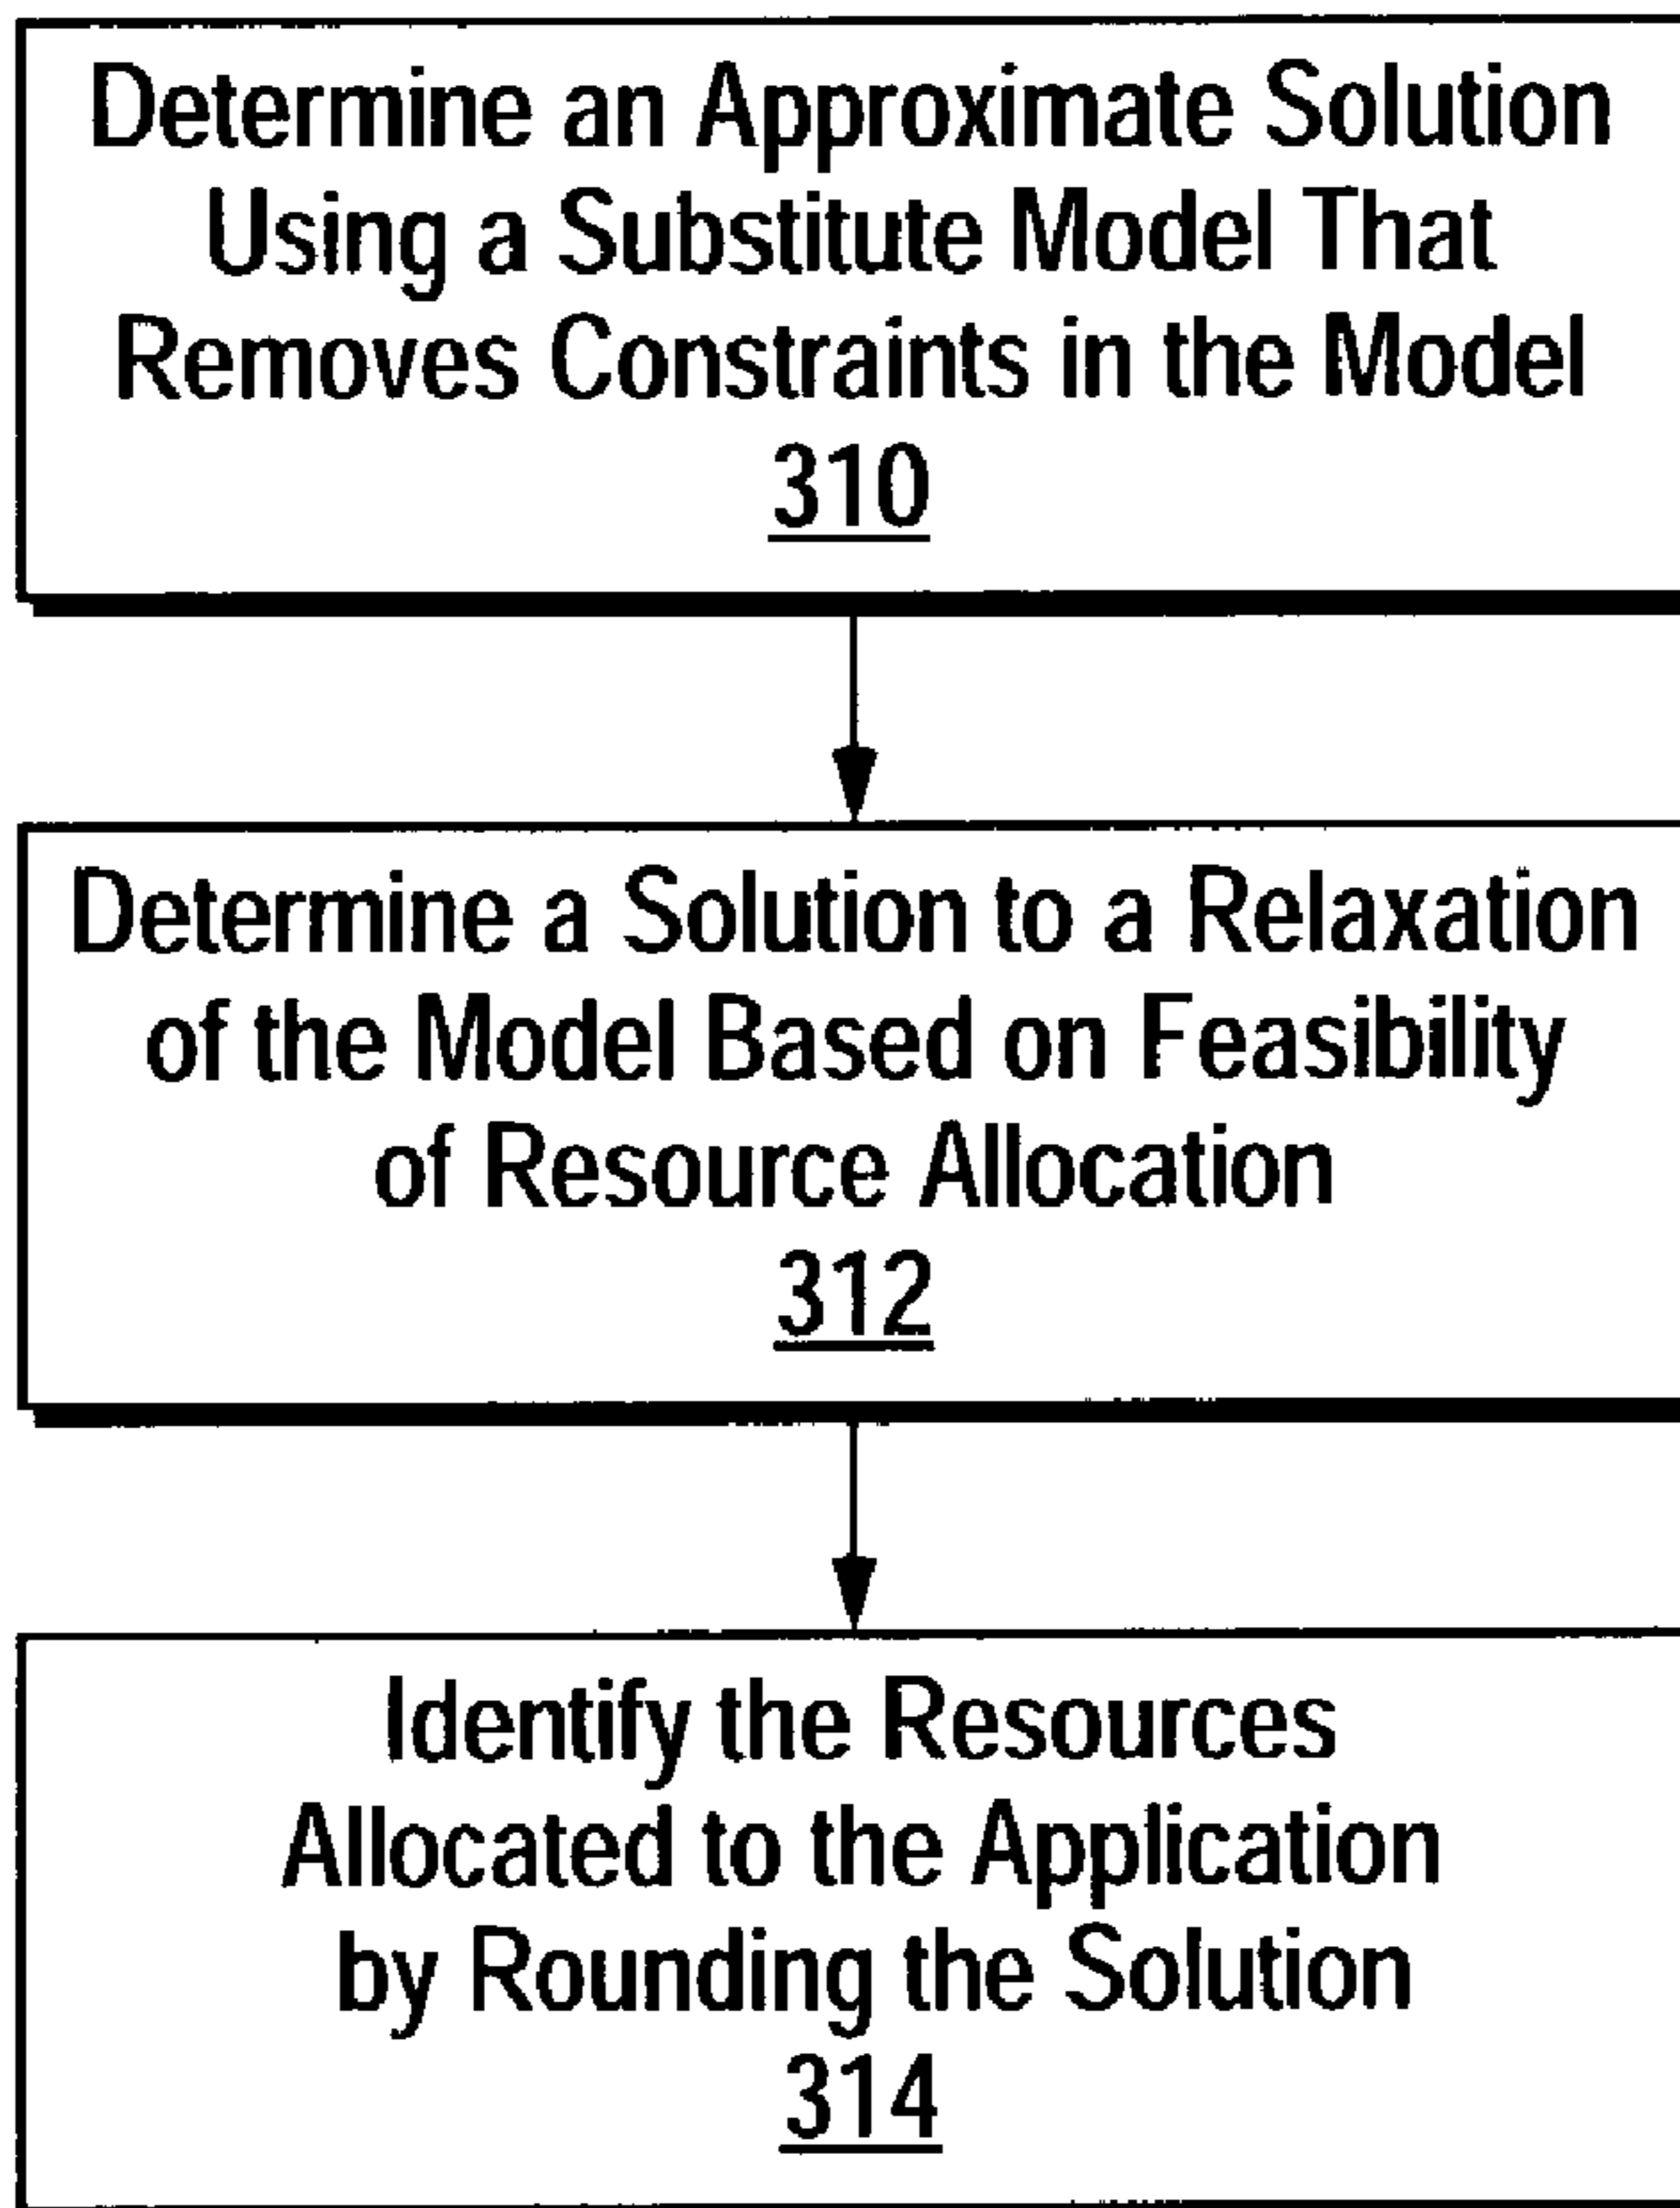 Determine an Approximate Solution
Using a Substitute Model That
Removes Constraints in the Model
310
Determine a Solution to a Relaxation
of the Model Based on Feasibility
of Resource Allocation
312
Identify the Resources
Allocated to the Application
by Rounding the Solution
314